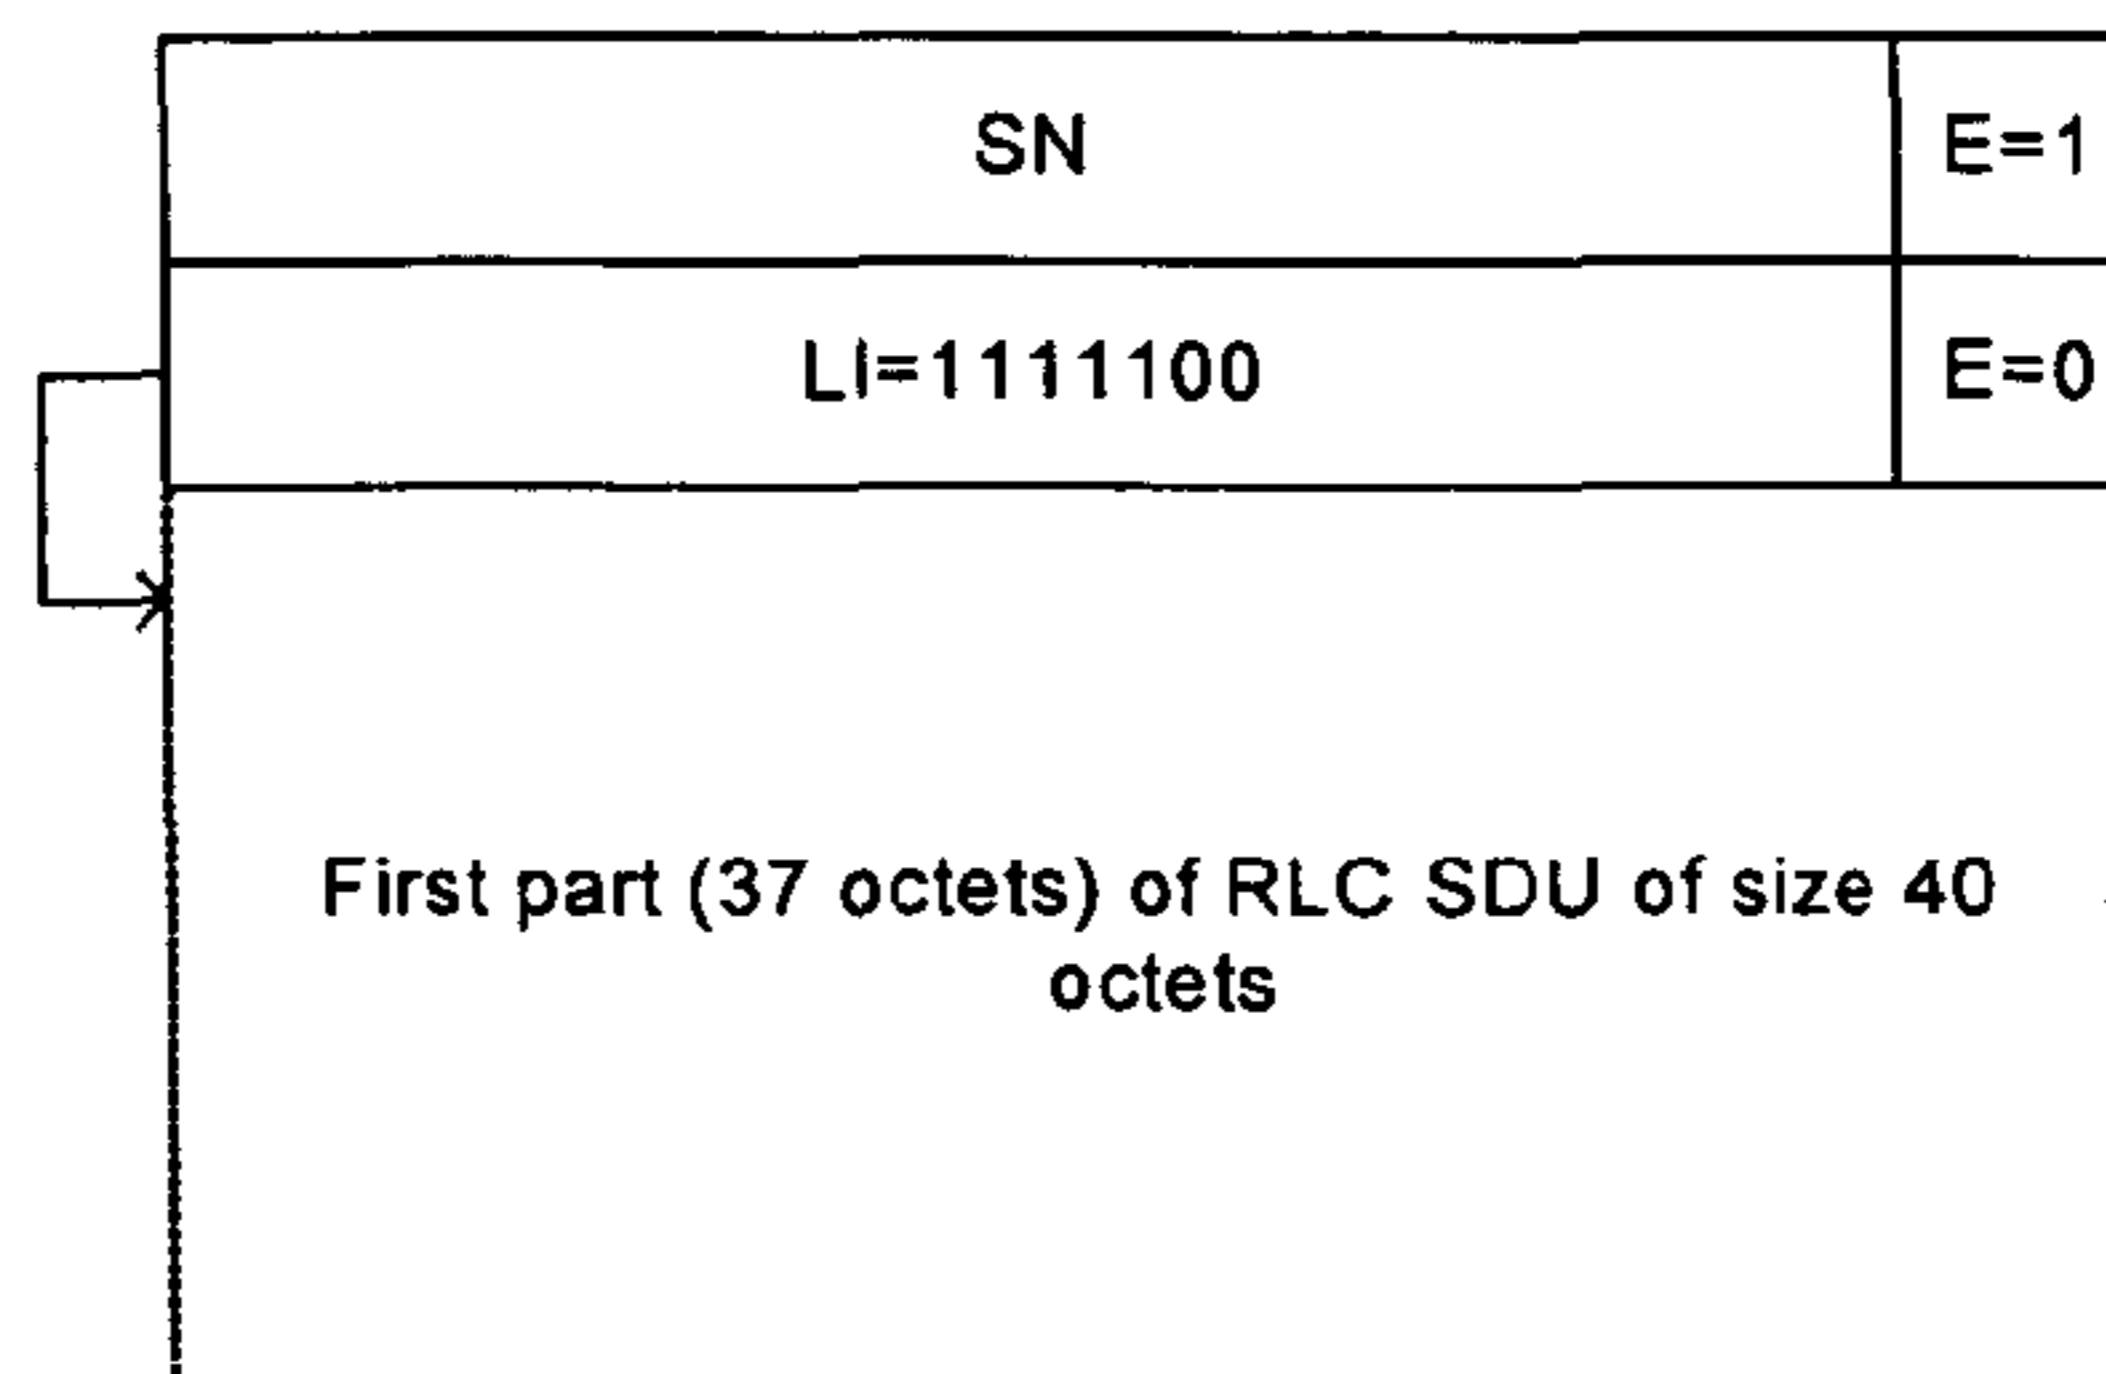 SN
E=1
LI=1111100
E=0
First part (37 octets) of RLC SDU of size 40
octets